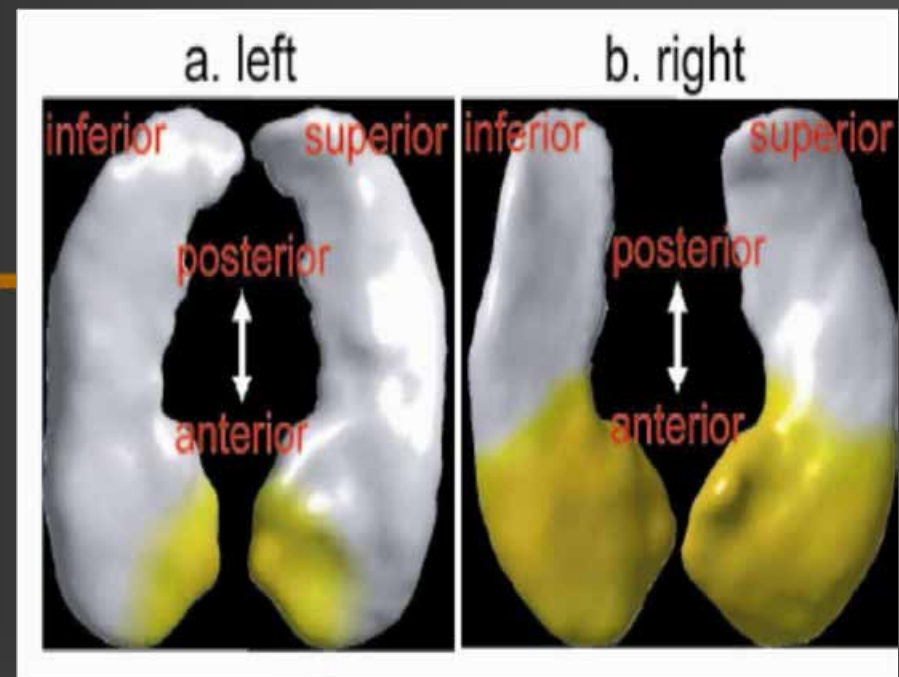 a. left
b. right
inferior superior
inferior superior
posterior
posterior
anterior
anterior